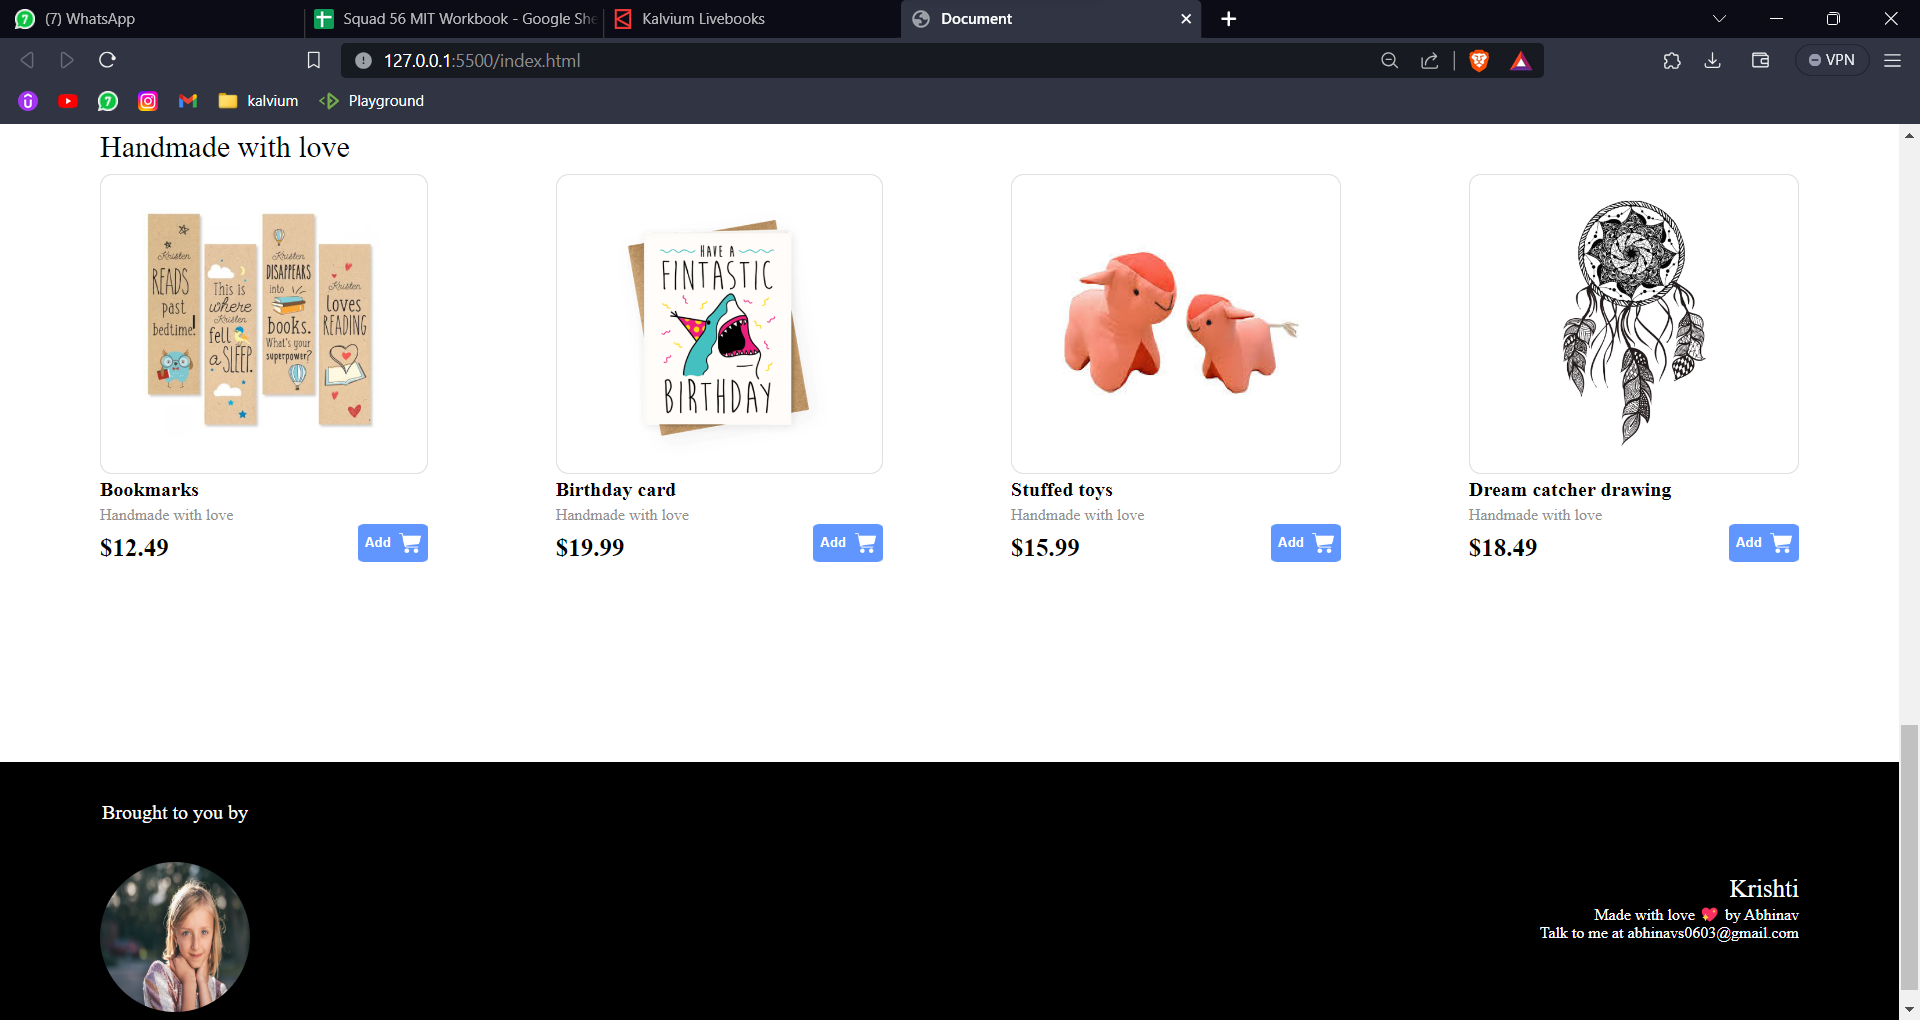 (7) WhatsApp
Squad 56 MIT Workbook - Google She
Kalvium Livebooks
Document
127.0.0.1:5500/index.html
VPN
7
kalvium
Playground
Handmade with love
Kristen
READS
past
bedtime!
This is
where
Kristen
fell
a SLEEP.
Kristen
DISAPPEARS
into
books.
What's your
superpower?
Kristen
loves
READING
HAVE A
FINTASTIC
BIRTHDAY
Bookmarks
Handmade with love
$12.49
Add
Birthday card
Handmade with love
$19.99
Add
Stuffed toys
Handmade with love
$15.99
Add
Dream catcher drawing
Handmade with love
$18.49
Add
Brought to you by
Krishti
Made with love 💖 by Abhinav
Talk to me at abhinavs0603@gmail.com